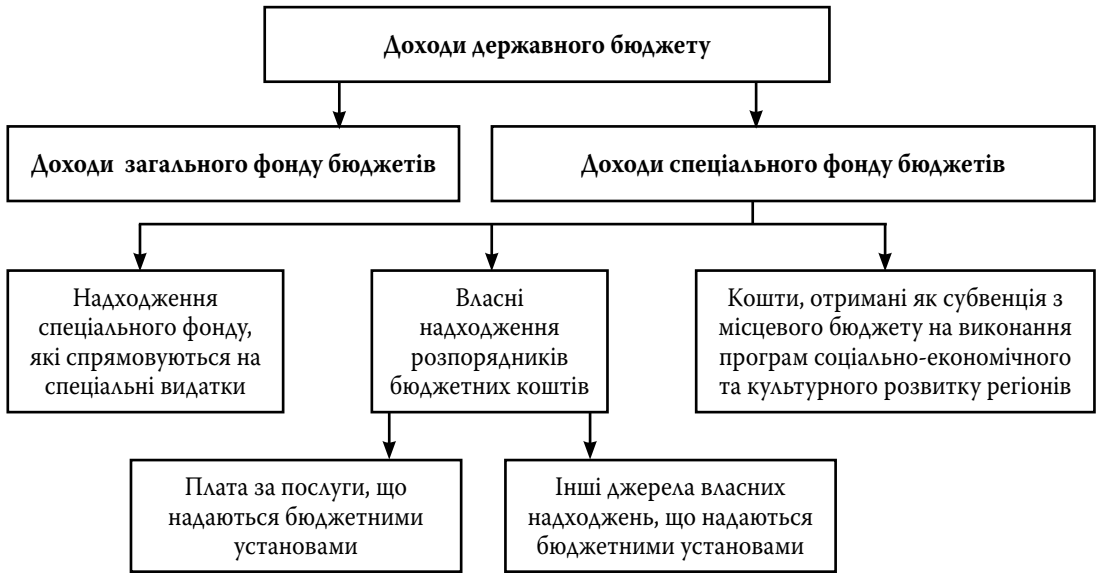 Доходи державного бюджету
Доходи загального фонду бюджетів
Доходи спеціального фонду бюджетів
Надходження
спеціального фонду,
які спрямовуються на
спеціальні видатки
Власні
надходження
розпорядників
бюджетних коштів
Кошти, отримані як субвенція з
місцевого бюджету на виконання
програм соціально-економічного
та культурного розвитку регіонів
Плата за послуги, що
надаються бюджетними
установами
Інші джерела власних
надходжень, що надаються
бюджетними установами